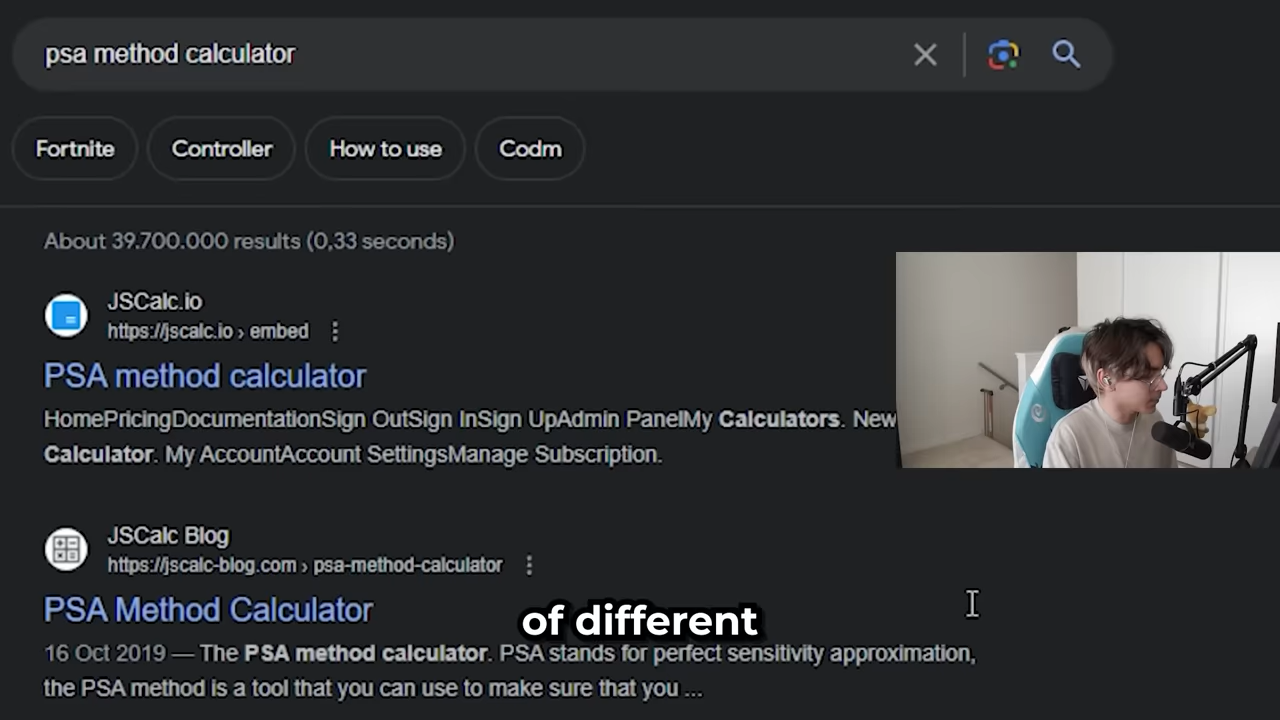 psa method calculator
Fortnite
Controller
How to use
Codm
About 39.700.000 results (0,33 seconds)
JSCalc.io
https://jscalc.io › embed
PSA method calculator
HomePricingDocumentationSign OutSign InSign UpAdmin PanelMy Calculators. New
Calculator. My AccountAccount SettingsManage Subscription.
JSCalc Blog
https://jscalc-blog.com › psa-method-calculator
PSA Method Calculator
of different
16 Oct 2019 — The PSA method calculator. PSA stands for perfect sensitivity approximation,
the PSA method is a tool that you can use to make sure that you ...